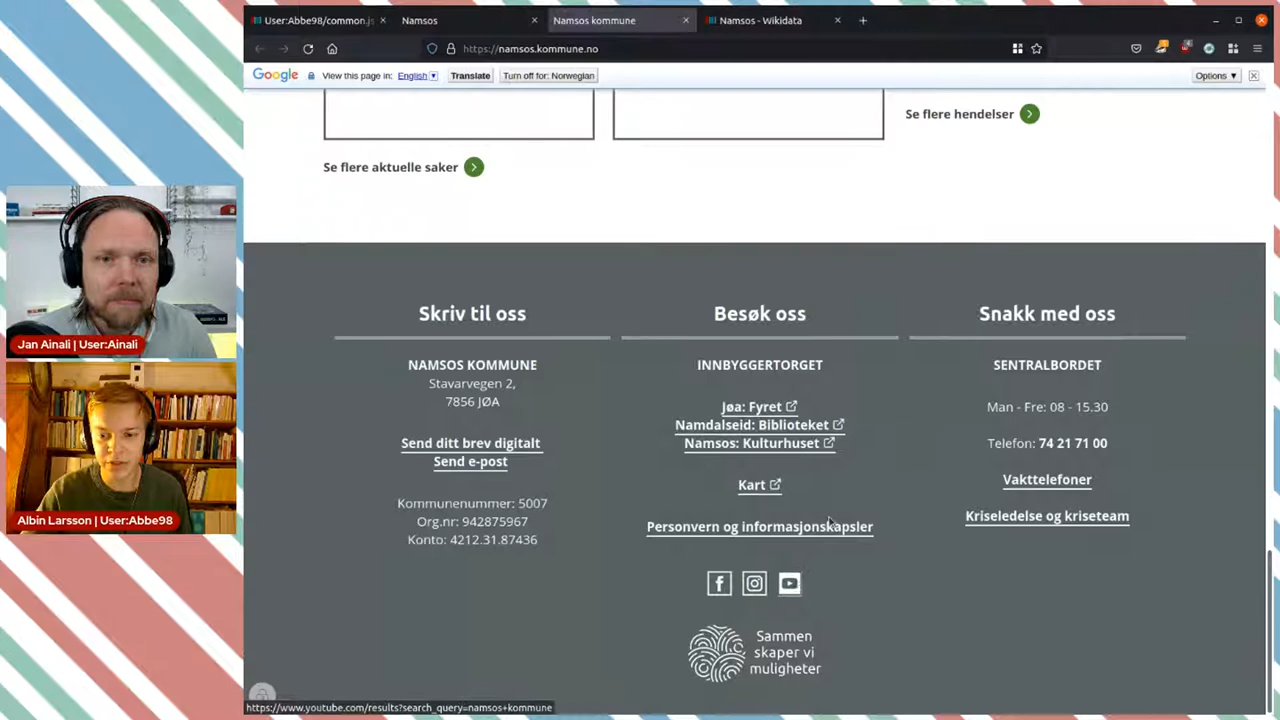 User:Abbe98/common.js
Namsos
Namsos kommune
Namsos - Wikidata
https://namsos.kommune.no
Google
View this page in: English
Translate
Turn off for: Norwegian
Options ▼
Se flere hendelser
Se flere aktuelle saker
Skriv til oss
NAMSOS KOMMUNE
Stavarvegen 2,
7856 JØA
Send ditt brev digitalt
Send e-post
Kommunenummer: 5007
Org.nr: 942875967
Konto: 4212.31.87436
Besøk oss
INNBYGGERTORGET
Jøa: Fyret
Namdalseid: Biblioteket
Namsos: Kulturhuset
Kart
Personvern og informasjonskapsler
Sammen
skaper vi
muligheter
Snakk med oss
SENTRALBORDET
Man - Fre: 08 - 15.30
Telefon: 74 21 71 00
Vakttelefoner
Kriseledelse og kriseteam
Jan Ainali | User:Ainali
Albin Larsson | User:Abbe98
https://www.youtube.com/results?search_query=namsos+kommune